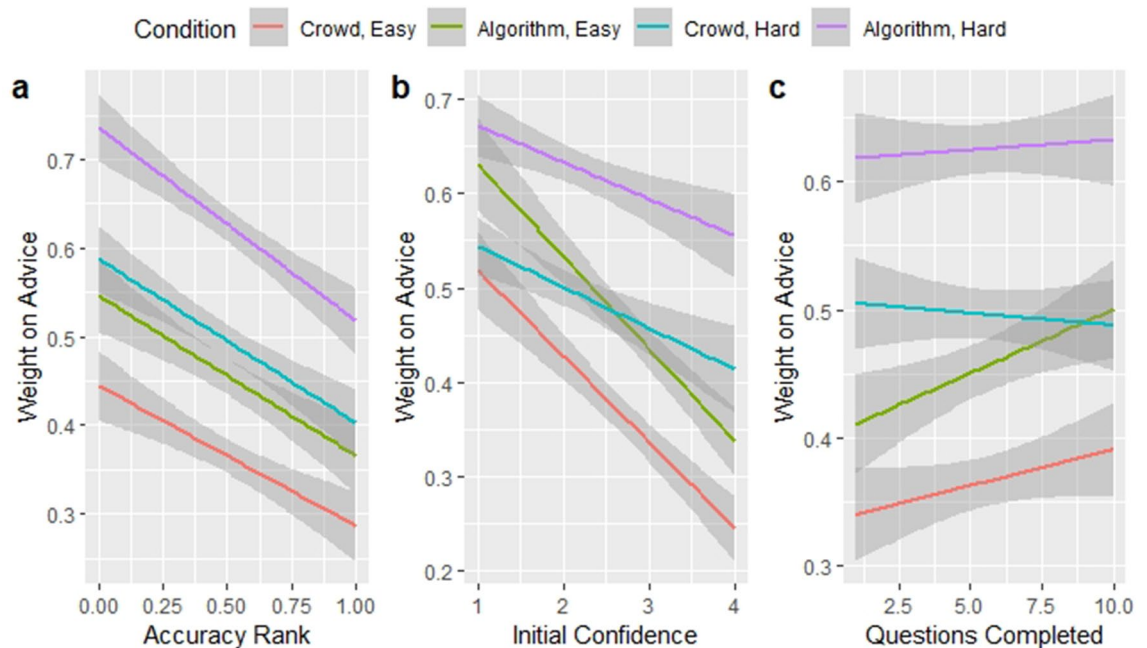 Condition Crowd, Easy Algorithm, Easy Crowd, Hard Algorithm, Hard
a
Weight on Advice
0.7
0.6
0.5
0.4
0.3
0.00 0.25 0.50 0.75 1.00
Accuracy Rank
b
Weight on Advice
0.7
0.6
0.5
0.4
0.3
0.2
1 2 3 4
Initial Confidence
c
Weight on Advice
0.6
0.5
0.4
0.3
2.5 5.0 7.5 10.0
Questions Completed